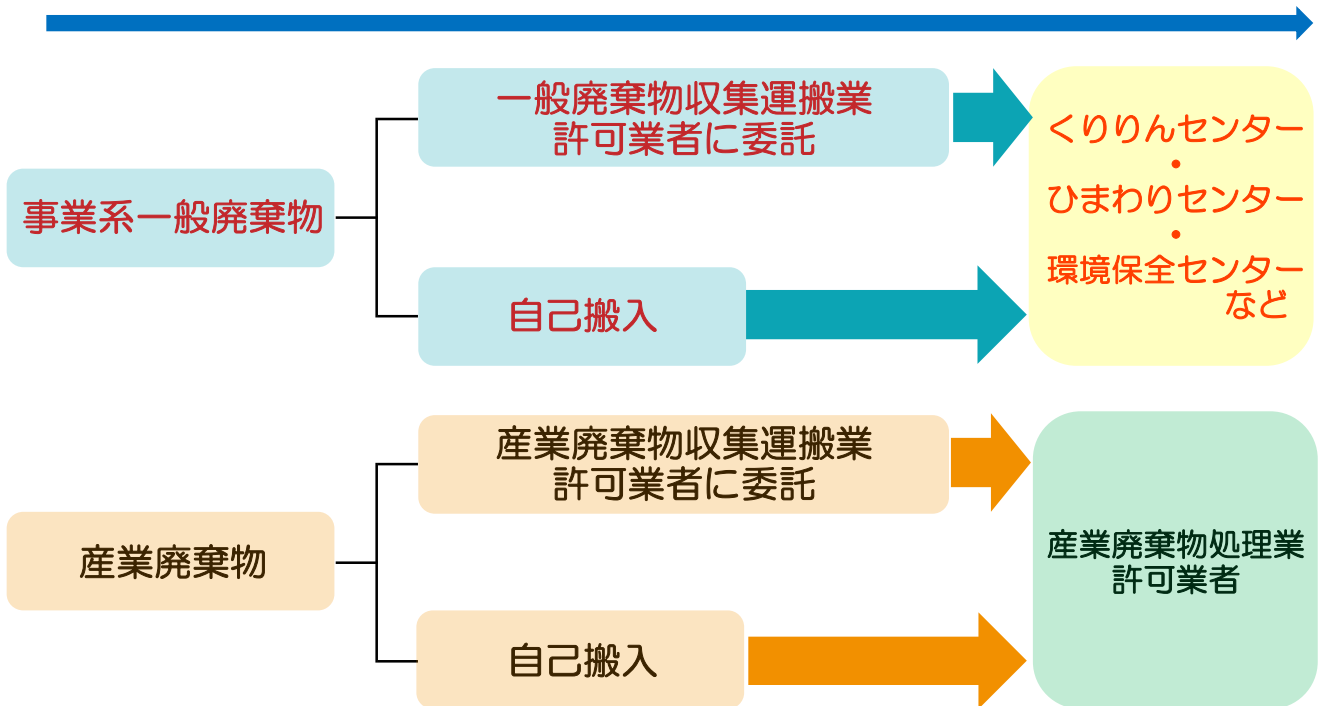 事業系一般廃棄物
一般廃棄物収集運搬業
許可業者に委託
自己搬入
くりりんセンター
・
ひまわりセンター
・
環境保全センター
など
産業廃棄物
産業廃棄物収集運搬業
許可業者に委託
自己搬入
産業廃棄物処理業
許可業者